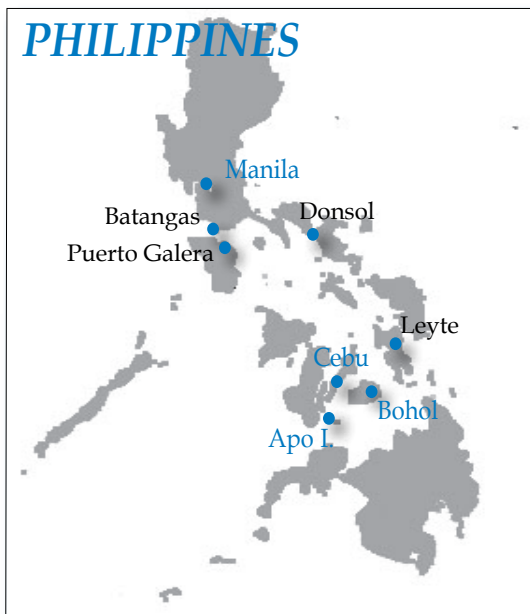 PHILIPPINES
Manila
Batangas
Donsol
Puerto Galera
Leyte
Cebu
Bohol
Apo I.